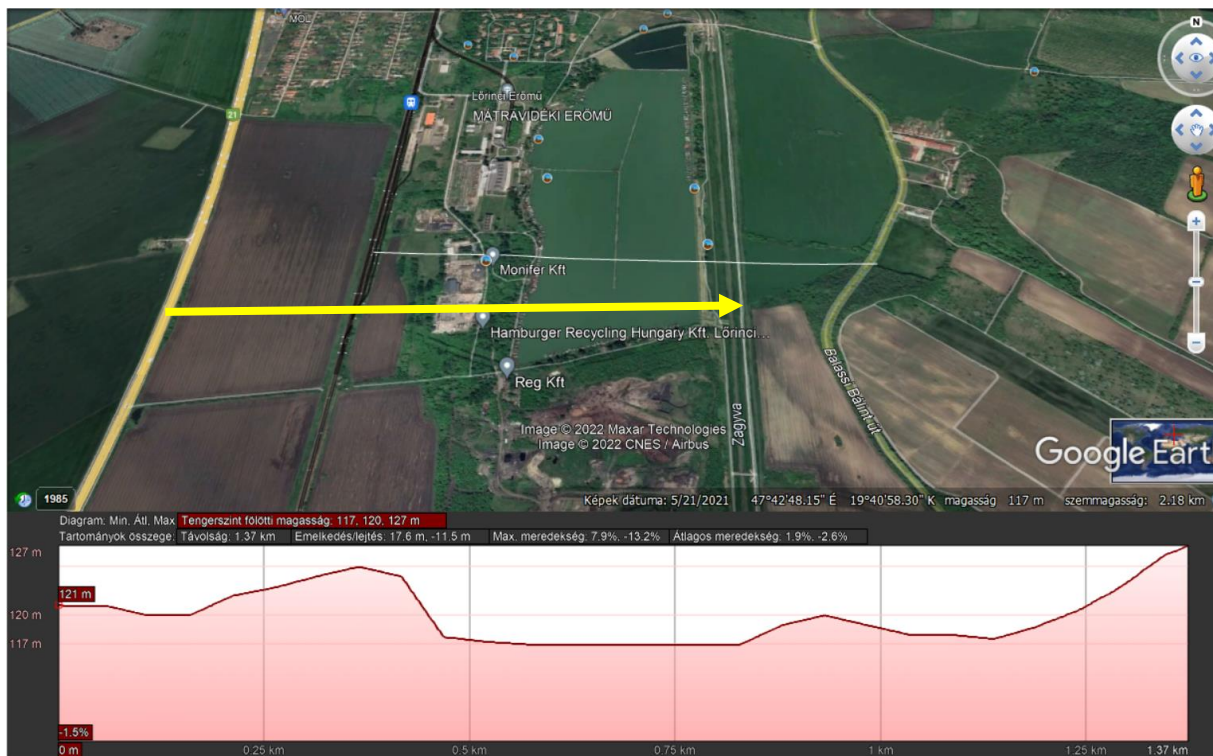 MOL
N
21
Lőrinci Erőmű
MÁTRAVIDÉKI ERŐMŰ
Monifer Kft
Hamburger Recycling Hungary Kft. Lőrinci...
Reg Kft
Balassi Bálint út
Zagyva
Image © 2022 Maxar Technologies
Image © 2022 CNES / Airbus
Google Eart
1985
Képek dátuma: 5/21/2021 47°42'48.15" É 19°40'58.30" K magasság 117 m szemmagasság: 2.18 km
Diagram: Min, Átl, Max Tengerszint fölötti magasság: 117, 120, 127 m
Tartományok összege: Távolság: 1.37 km Emelkedés/lejtés: 17.6 m, -11.5 m Max. meredekség: 7.9%, -13.2% Átlagos meredekség: 1.9%, -2.6%
127 m
121 m
120 m
117 m
-1.5%
0 m 0.25 km 0.5 km 0.75 km 1 km 1.25 km 1.37 km